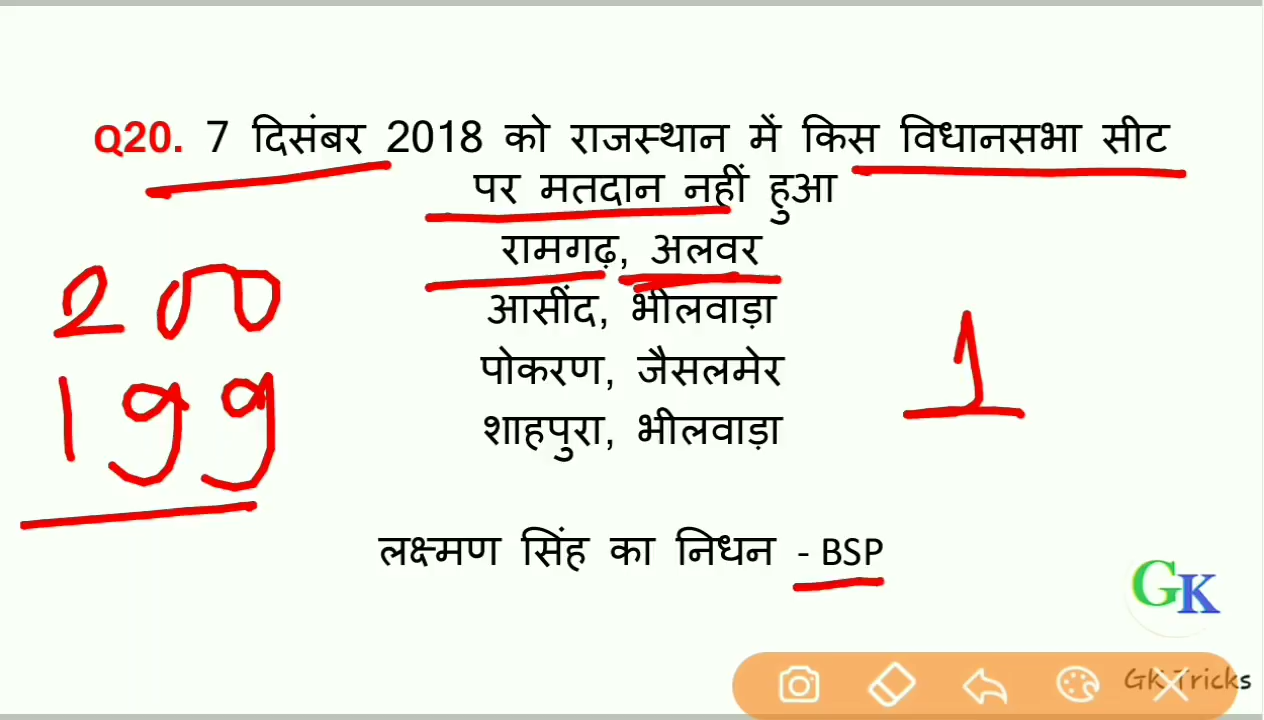 Q20. 7 दिसंबर 2018 को राजस्थान में किस विधानसभा सीट
पर मतदान नहीं हुआ
रामगढ़, अलवर
आसींद, भीलवाड़ा
पोकरण, जैसलमेर
शाहपुरा, भीलवाड़ा
200
199
1
लक्ष्मण सिंह का निधन - BSP
GK
GK Tricks